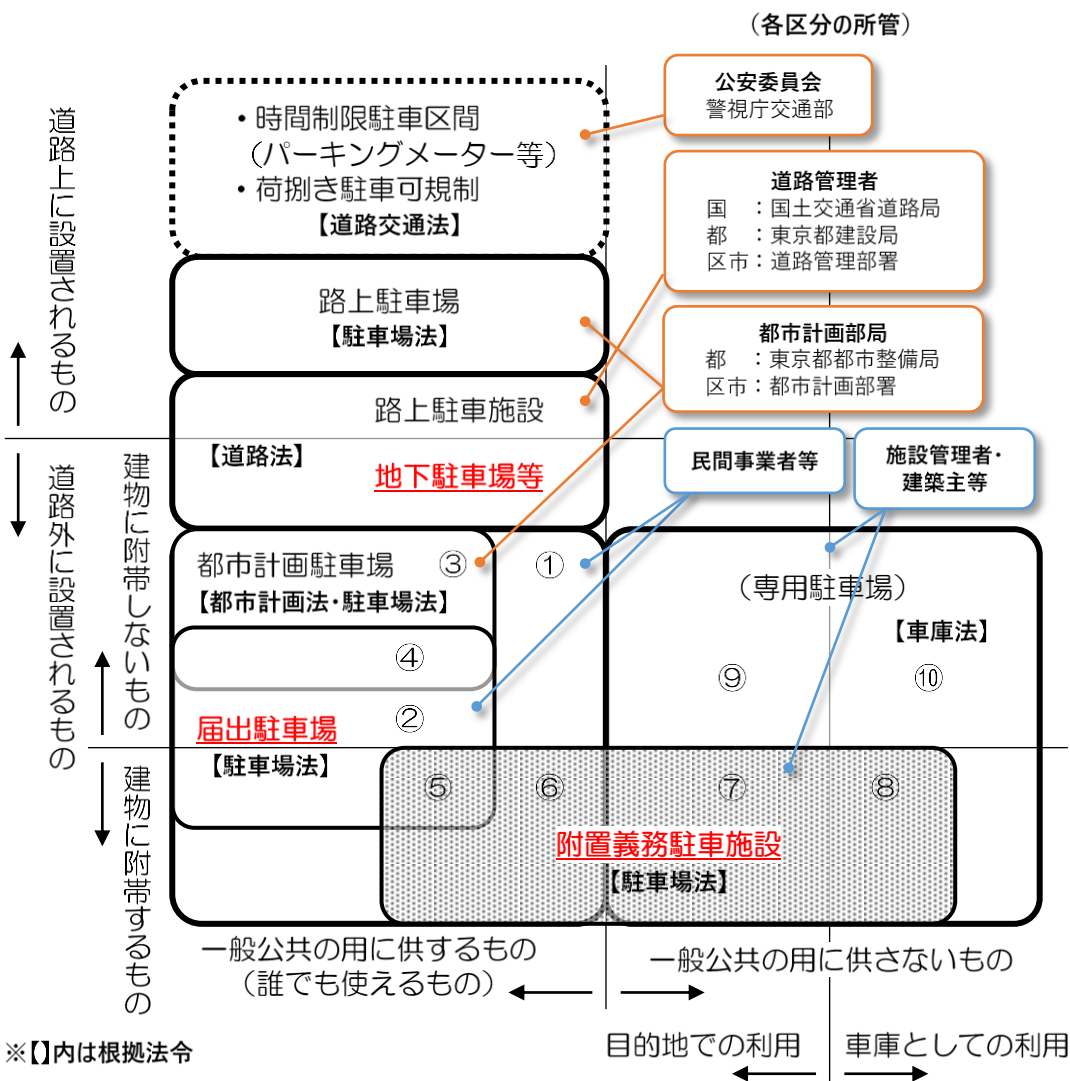 （各区分の所管）
公安委員会
警視庁交通部
・時間制限駐車区間
（パーキングメーター等）
・荷捌き駐車可規制
【道路交通法】
道路管理者
国　：国土交通省道路局
都　：東京都建設局
区市：道路管理部署
道路上に設置されるもの
路上駐車場
【駐車場法】
都市計画部局
都　：東京都都市整備局
区市：都市計画部署
路上駐車施設
【道路法】
地下駐車場等
民間事業者等
施設管理者・
建築主等
道路外に設置されるもの
建物に附帯しないもの
都市計画駐車場
③
①
【都市計画法・駐車場法】
（専用駐車場）
【車庫法】
④
⑨
⑩
②
届出駐車場
【駐車場法】
建物に附帯するもの
⑤
⑥
⑦
⑧
附置義務駐車施設
【駐車場法】
一般公共の用に供するもの
（誰でも使えるもの）
一般公共の用に供さないもの
目的地での利用
車庫としての利用
※【】内は根拠法令